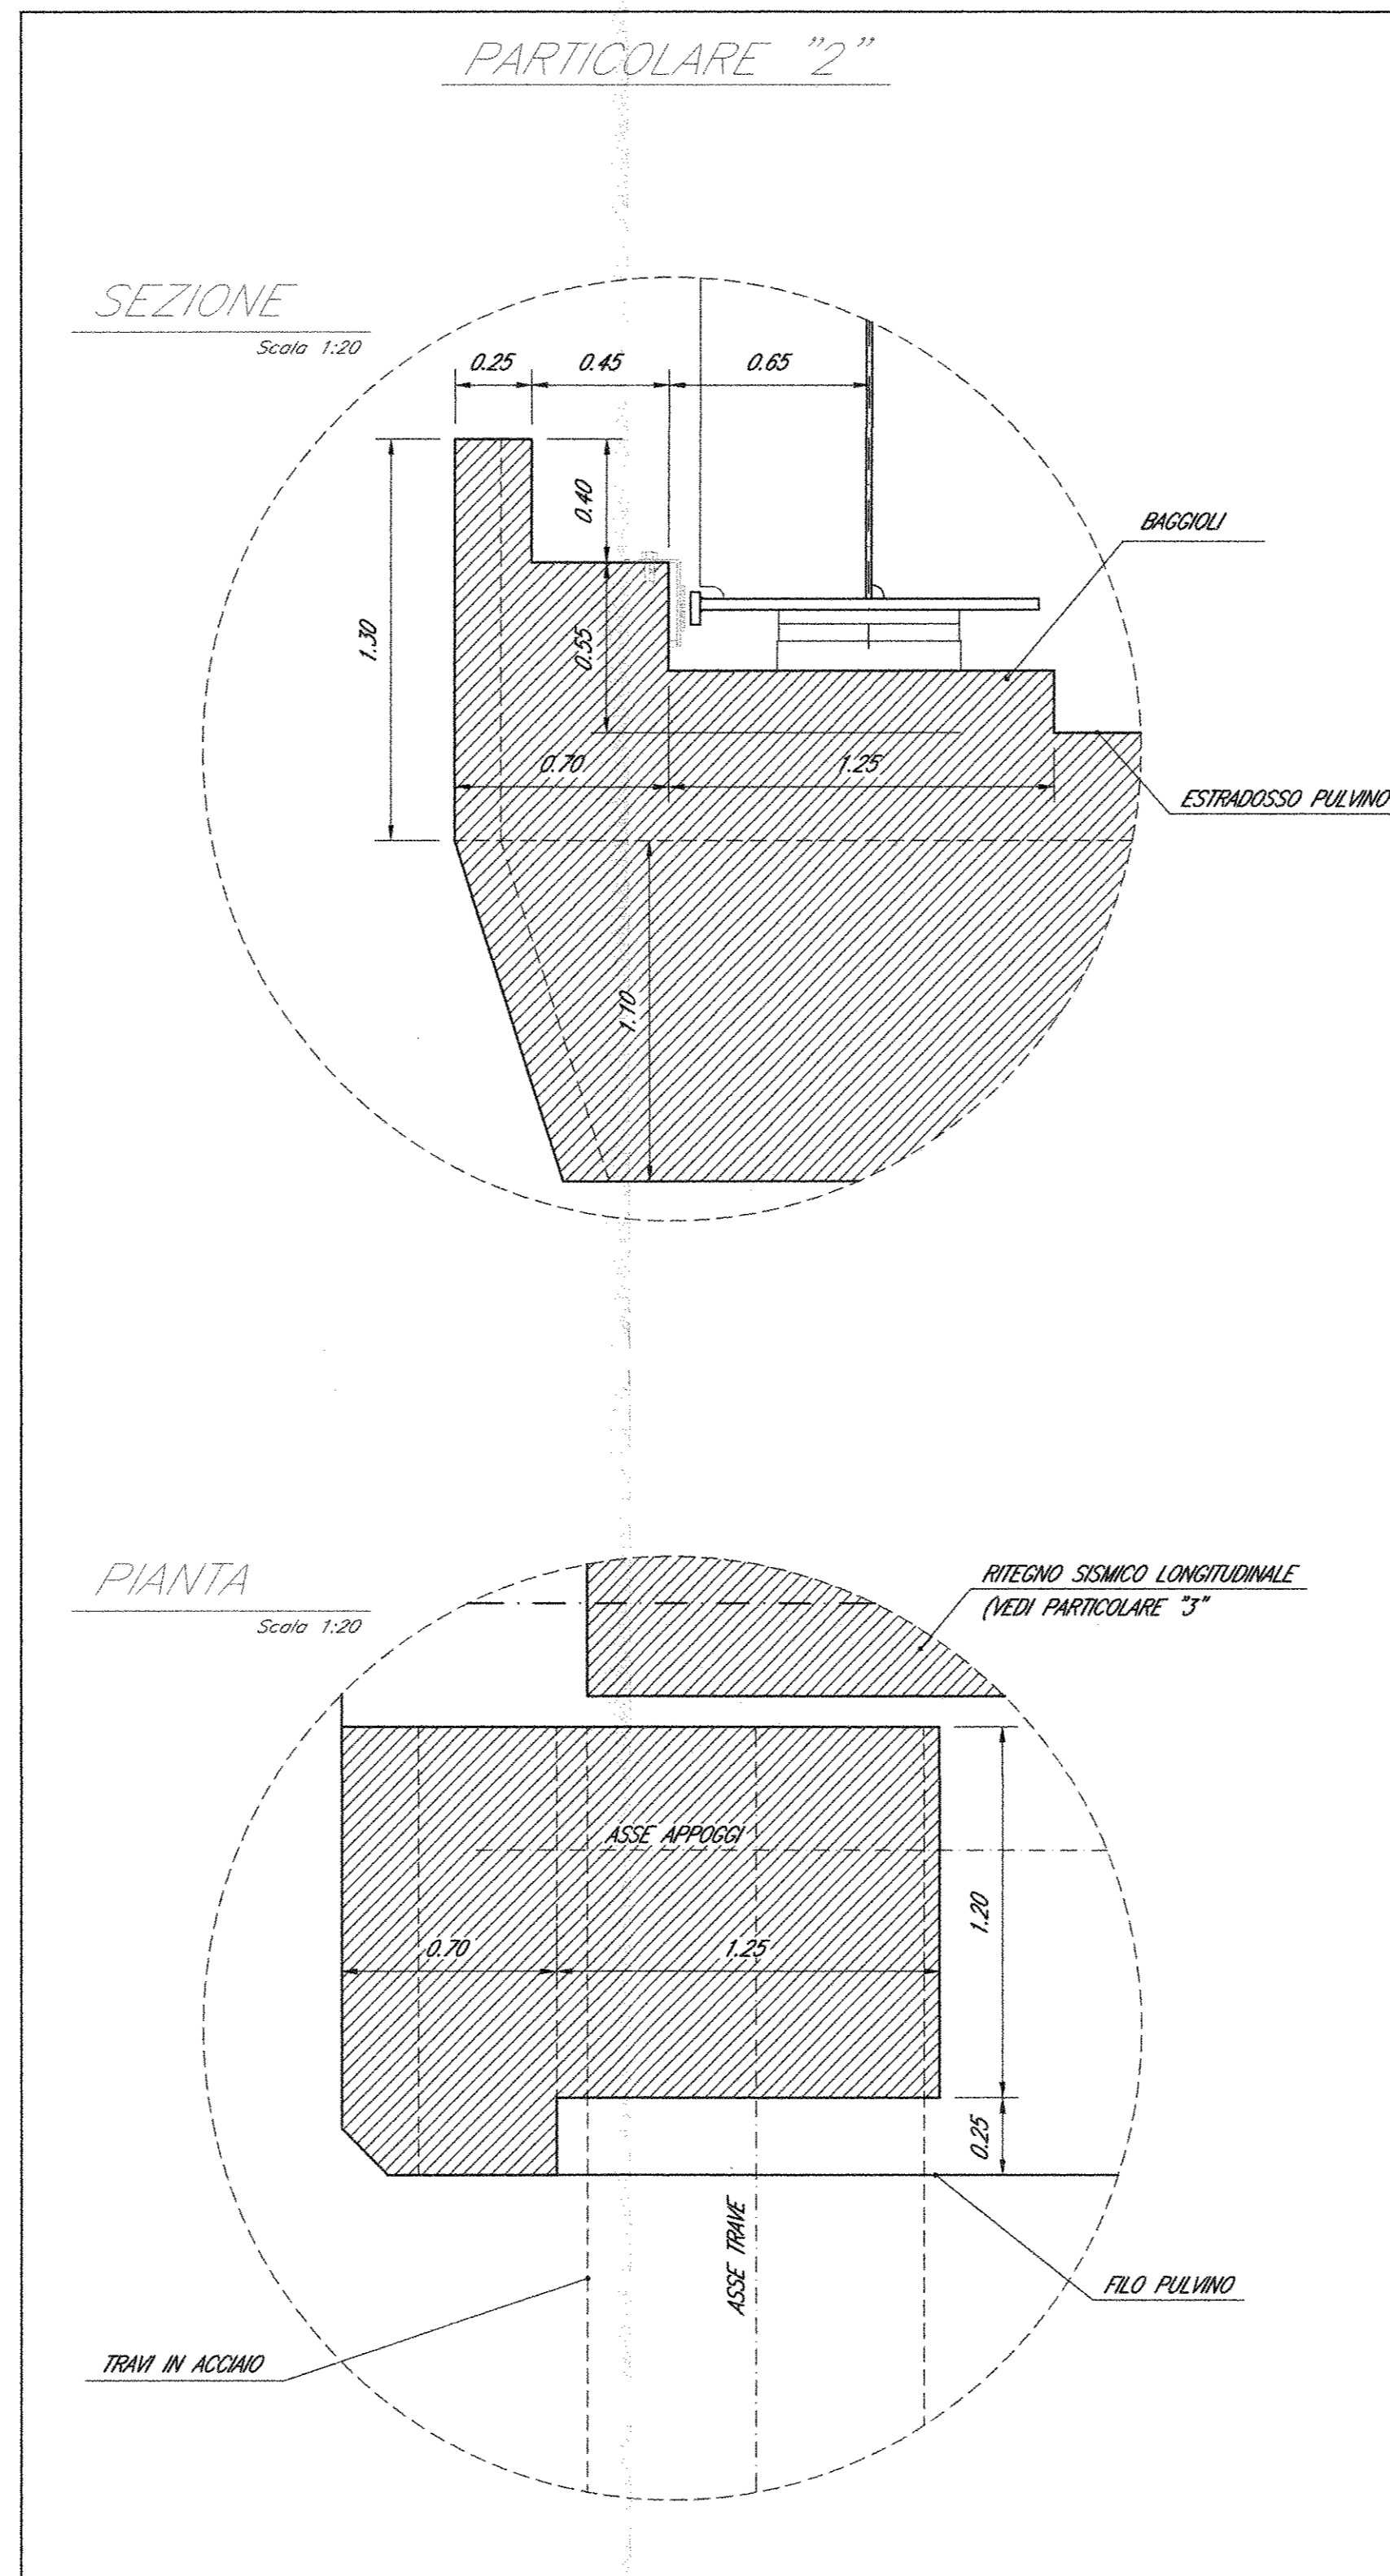 PARTICOLARE "2"
SEZIONE
Scala 1:20
0.25
0.45
0.65
0.40
BAGGIOLI
1.30
0.55
0.70
1.25
ESTRADOSSO PULVINO
1.10
PIANTA
Scala 1:20
RITEGNO SISMICO LONGITUDINALE
(VEDI PARTICOLARE "3"
ASSE APPOGGI
1.20
0.70
1.25
0.25
ASSE TRAVE
FILO PULVINO
TRAVI IN ACCIAIO